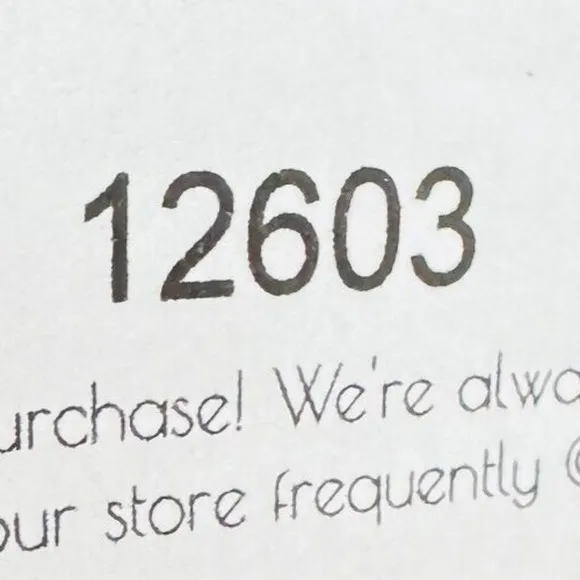 12603
urchase! We're alwa
our store frequently @